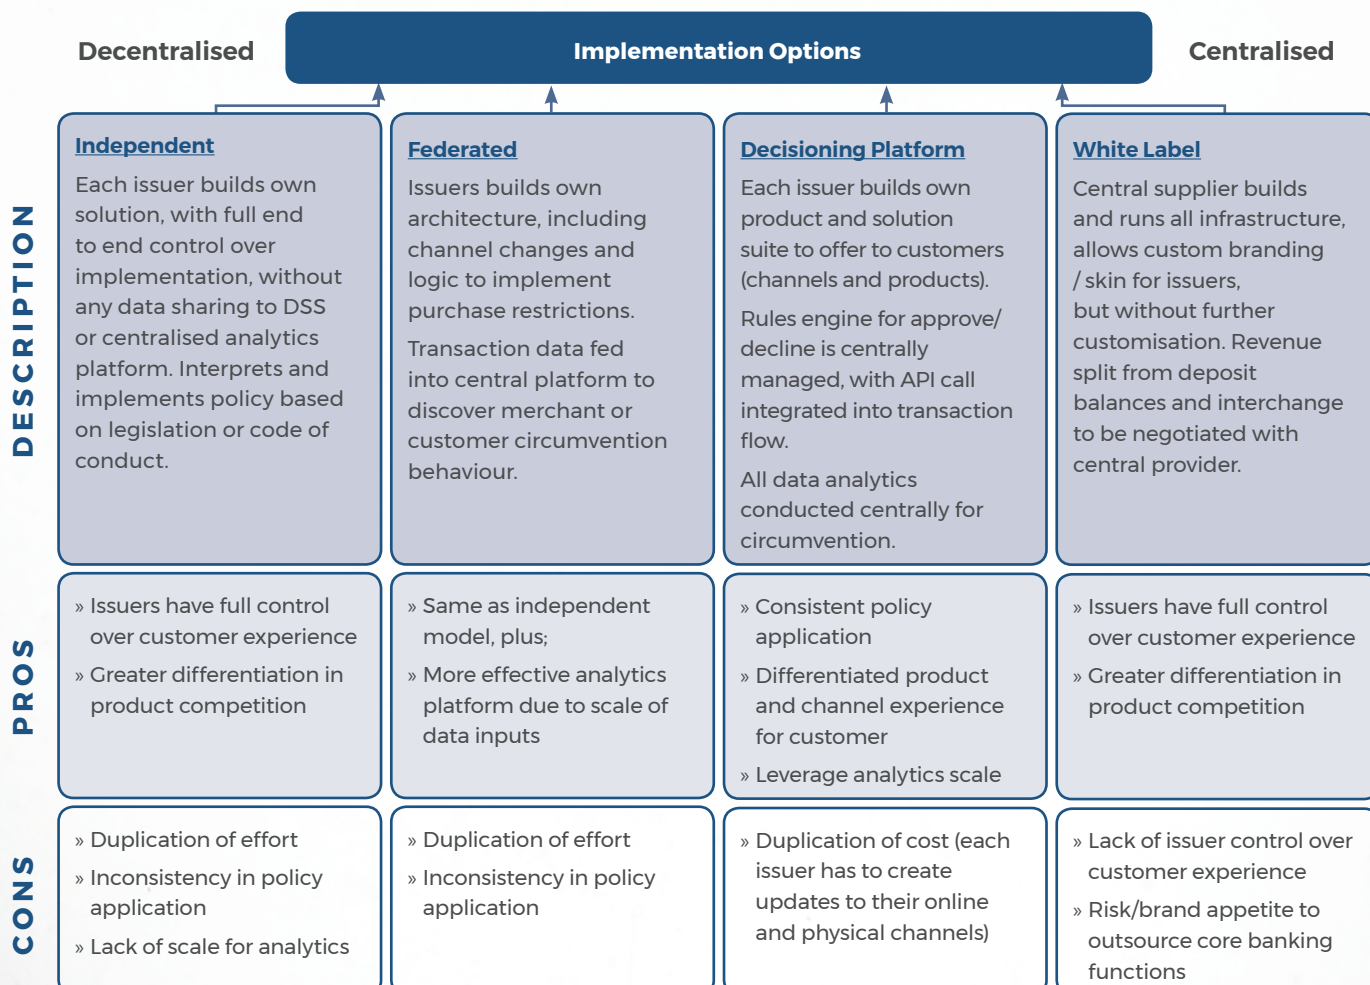 Decentralised
Implementation Options
Centralised
DESCRIPTION
Independent
Each issuer builds own
solution, with full end
to end control over
implementation, without
any data sharing to DSS
or centralised analytics
platform. Interprets and
implements policy based
on legislation or code of
conduct.
Federated
Issuers builds own
architecture, including
channel changes and
logic to implement
purchase restrictions.
Transaction data fed
into central platform to
discover merchant or
customer circumvention
behaviour.
Decisioning Platform
Each issuer builds own
product and solution
suite to offer to customers
(channels and products).
Rules engine for approve/
decline is centrally
managed, with API call
integrated into transaction
flow.
All data analytics
conducted centrally for
circumvention.
White Label
Central supplier builds
and runs all infrastructure,
allows custom branding
/ skin for issuers,
but without further
customisation. Revenue
split from deposit
balances and interchange
to be negotiated with
central provider.
PROS
» Issuers have full control
over customer experience
» Greater differentiation in
product competition
» Same as independent
model, plus;
» More effective analytics
platform due to scale of
data inputs
» Consistent policy
application
» Differentiated product
and channel experience
for customer
» Leverage analytics scale
» Issuers have full control
over customer experience
» Greater differentiation in
product competition
CONS
» Duplication of effort
» Inconsistency in policy
application
» Lack of scale for analytics
» Duplication of effort
» Inconsistency in policy
application
» Duplication of cost (each
issuer has to create
updates to their online
and physical channels)
» Lack of issuer control over
customer experience
» Risk/brand appetite to
outsource core banking
functions